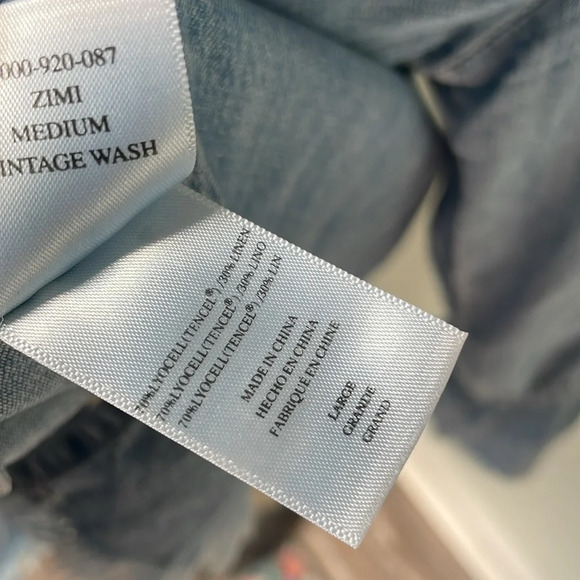 000-920-087
ZIMI
MEDIUM
INTAGE WASH
70%LYOCELL(TENCEL®)/30% LINEN
70%LYOCELL(TENCEL®)/30% LINO
70%LYOCELL(TENCEL®)/30% LIN
MADE IN CHINA
HECHO EN CHINA
FABRIQUE EN CHINE
LARGE
GRANDE
GRAND